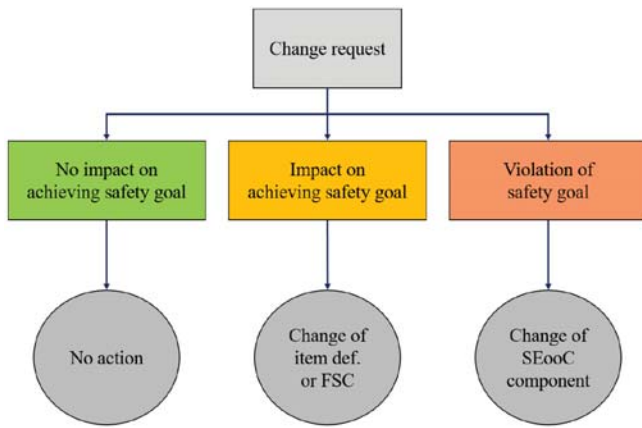 Change request
No impact on
achieving safety goal
Impact on
achieving safety goal
Violation of
safety goal
No action
Change of
item def.
or FSC
Change of
SEooC
component